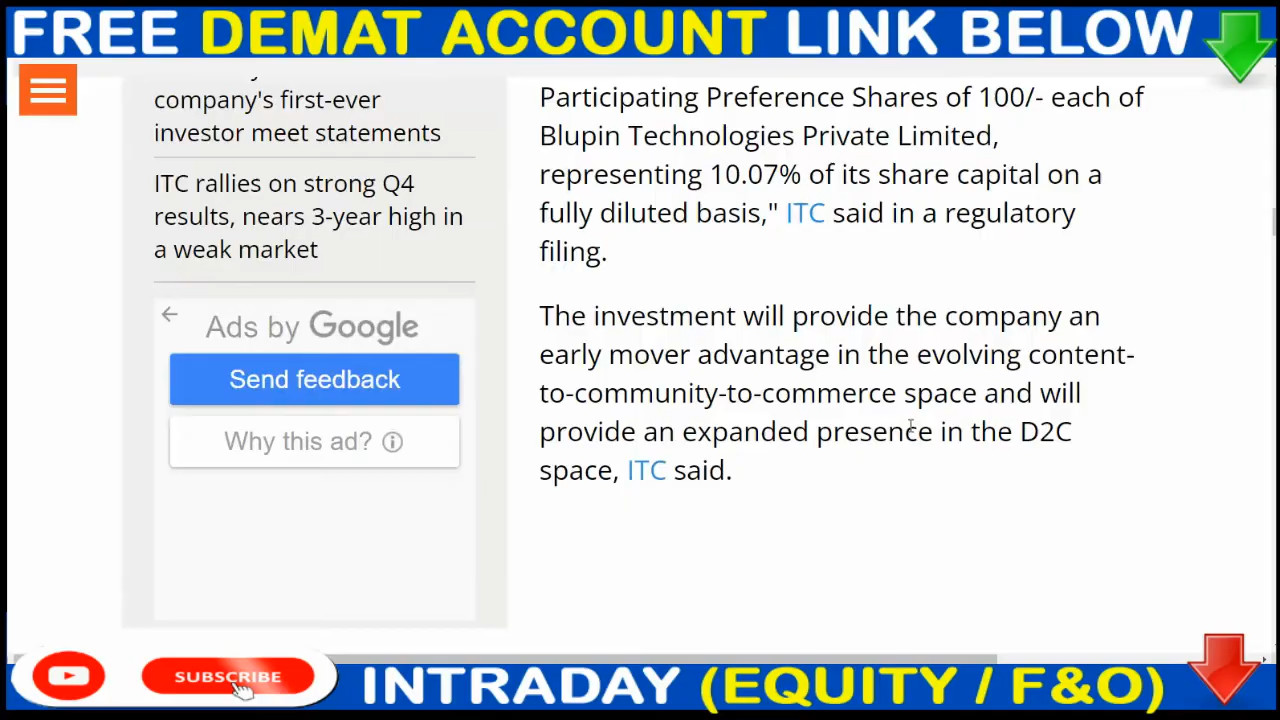 FREE DEMAT ACCOUNT LINK BELOW
company's first-ever
investor meet statements
ITC rallies on strong Q4
results, nears 3-year high in
a weak market
Ads by Google
Send feedback
Why this ad?
Participating Preference Shares of 100/- each of
Blupin Technologies Private Limited,
representing 10.07% of its share capital on a
fully diluted basis," ITC said in a regulatory
filing.
The investment will provide the company an
early mover advantage in the evolving content-
to-community-to-commerce space and will
provide an expanded presence in the D2C
space, ITC said.
SUBSCRIBE
INTRADAY (EQUITY / F&O)